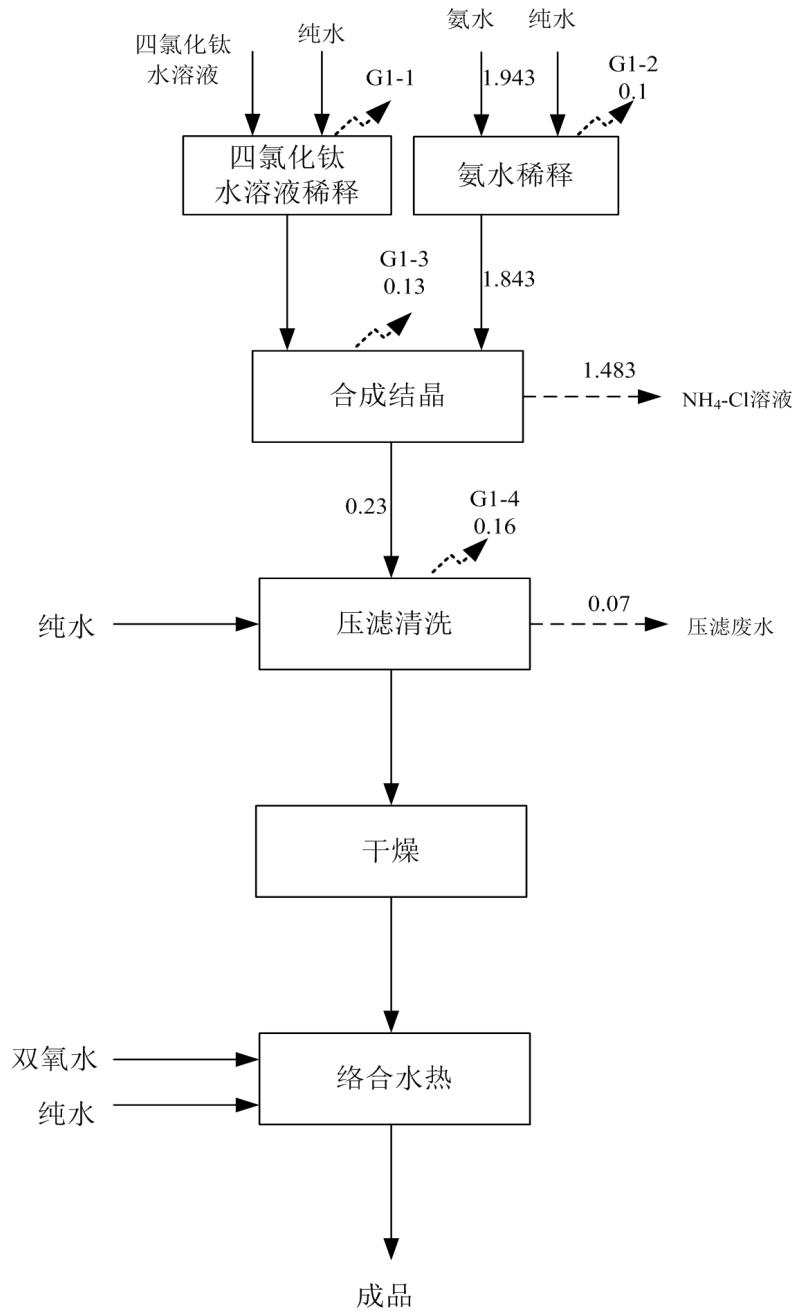 四氯化钛
水溶液
纯水
G1-1
氨水
1.943
纯水
G1-2
0.1
四氯化钛
水溶液稀释
氨水稀释
G1-3
0.13
1.843
合成结晶
1.483
NH₄-Cl溶液
0.23
G1-4
0.16
纯水
压滤清洗
0.07
压滤废水
干燥
双氧水
纯水
络合水热
成品